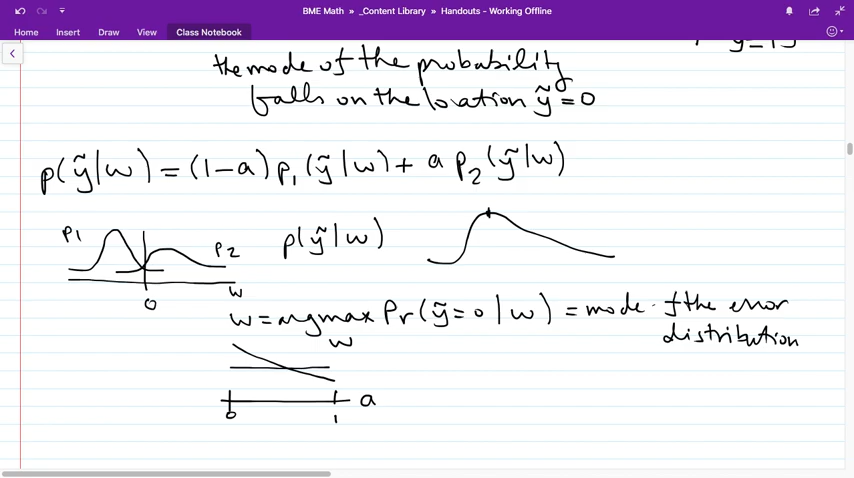 BME Math » _Content Library » Handouts - Working Offline
Home Insert Draw View Class Notebook
the mode of the probability
falls on the location ỹ = 0
p(ỹ|w) = (1-a) p₁(ỹ|w) + a p₂(ỹ|w)
p1
p2
p(ỹ|w)
0
w
w = argmax Pr(ỹ=0|w) = mode of the error
w
distribution
0
1
a